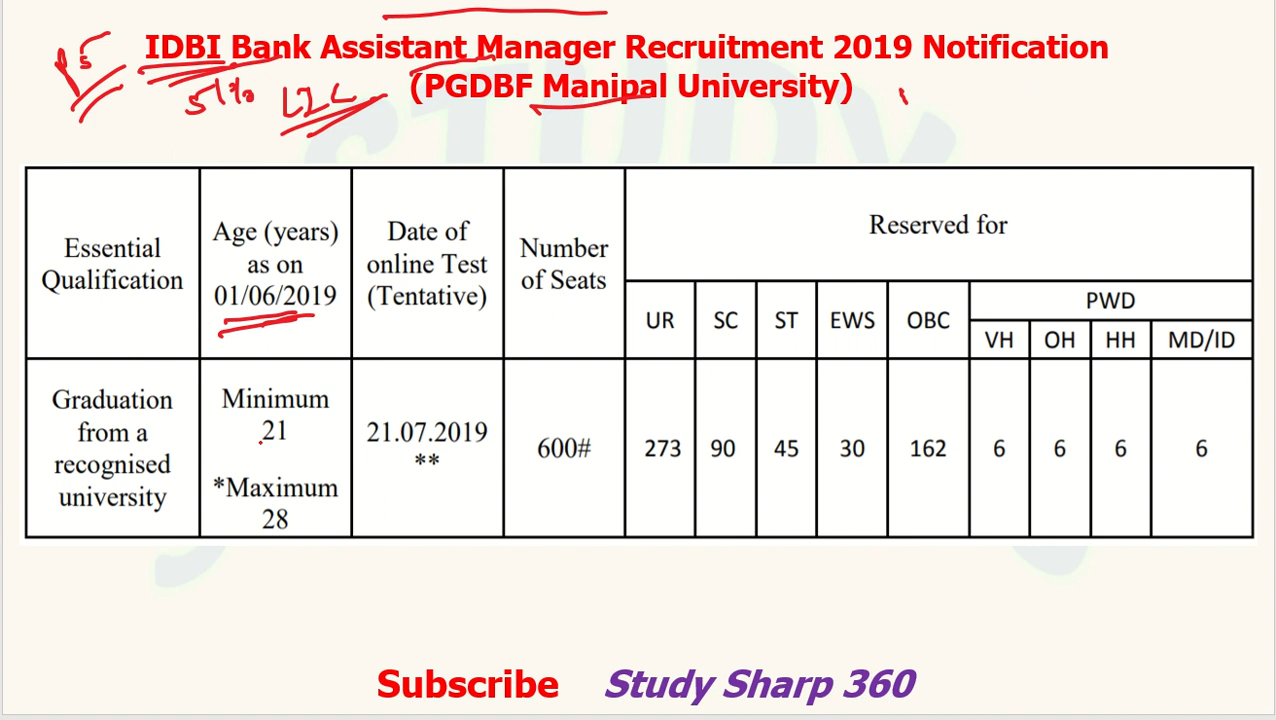 IDBI Bank Assistant Manager Recruitment 2019 Notification
(PGDBF Manipal University)
51%
LIC
Essential
Qualification
Age (years)
as on
01/06/2019
Date of
online Test
(Tentative)
Number
of Seats
Reserved for
UR
SC
ST
EWS
OBC
PWD
VH
OH
HH
MD/ID
Graduation
from a
recognised
university
Minimum
21
*Maximum
28
21.07.2019
**
600#
273
90
45
30
162
6
6
6
6
Subscribe Study Sharp 360